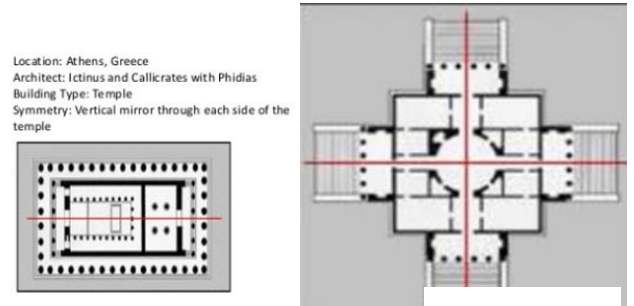 Location: Athens, Greece
Architect: Ictinus and Callicrates with Phidias
Building Type: Temple
Symmetry: Vertical mirror through each side of the
temple